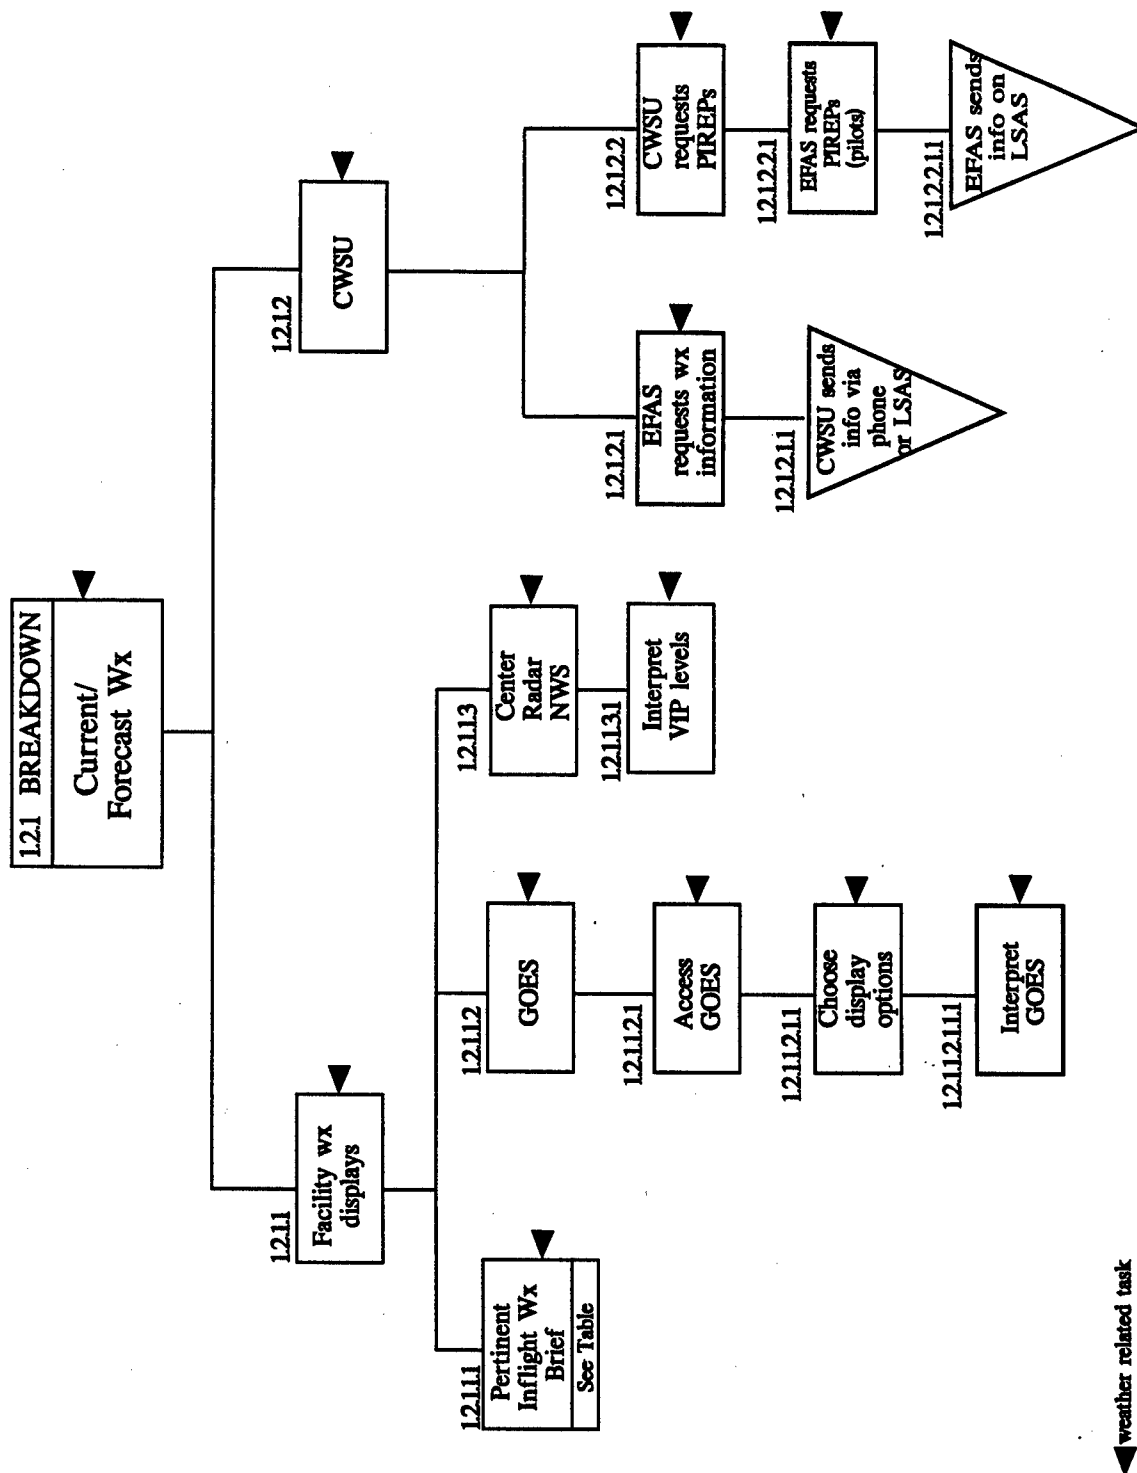 1.2.1 BREAKDOWN
Current/
Forecast Wx
1.2.1.1
Facility wx
displays
1.2.1.2
CWSU
1.2.1.1.1
Pertinent
Inflight Wx
Brief
See Table
1.2.1.1.2
GOES
1.2.1.1.2.1
Access
GOES
1.2.1.1.2.1.1
Choose
display
options
1.2.1.1.2.1.1.1
Interpret
GOES
1.2.1.1.3
Center
Radar
NWS
1.2.1.1.3.1
Interpret
VIP levels
1.2.1.2.1
EFAS
requests wx
information
1.2.1.2.1.1
CWSU sends
info via
phone
or LSAS
1.2.1.2.2
CWSU
requests
PIREPs
1.2.1.2.2.1
EFAS requests
PIREPs
(pilots)
1.2.1.2.2.1.1
EFAS sends
info on
LSAS
weather related task